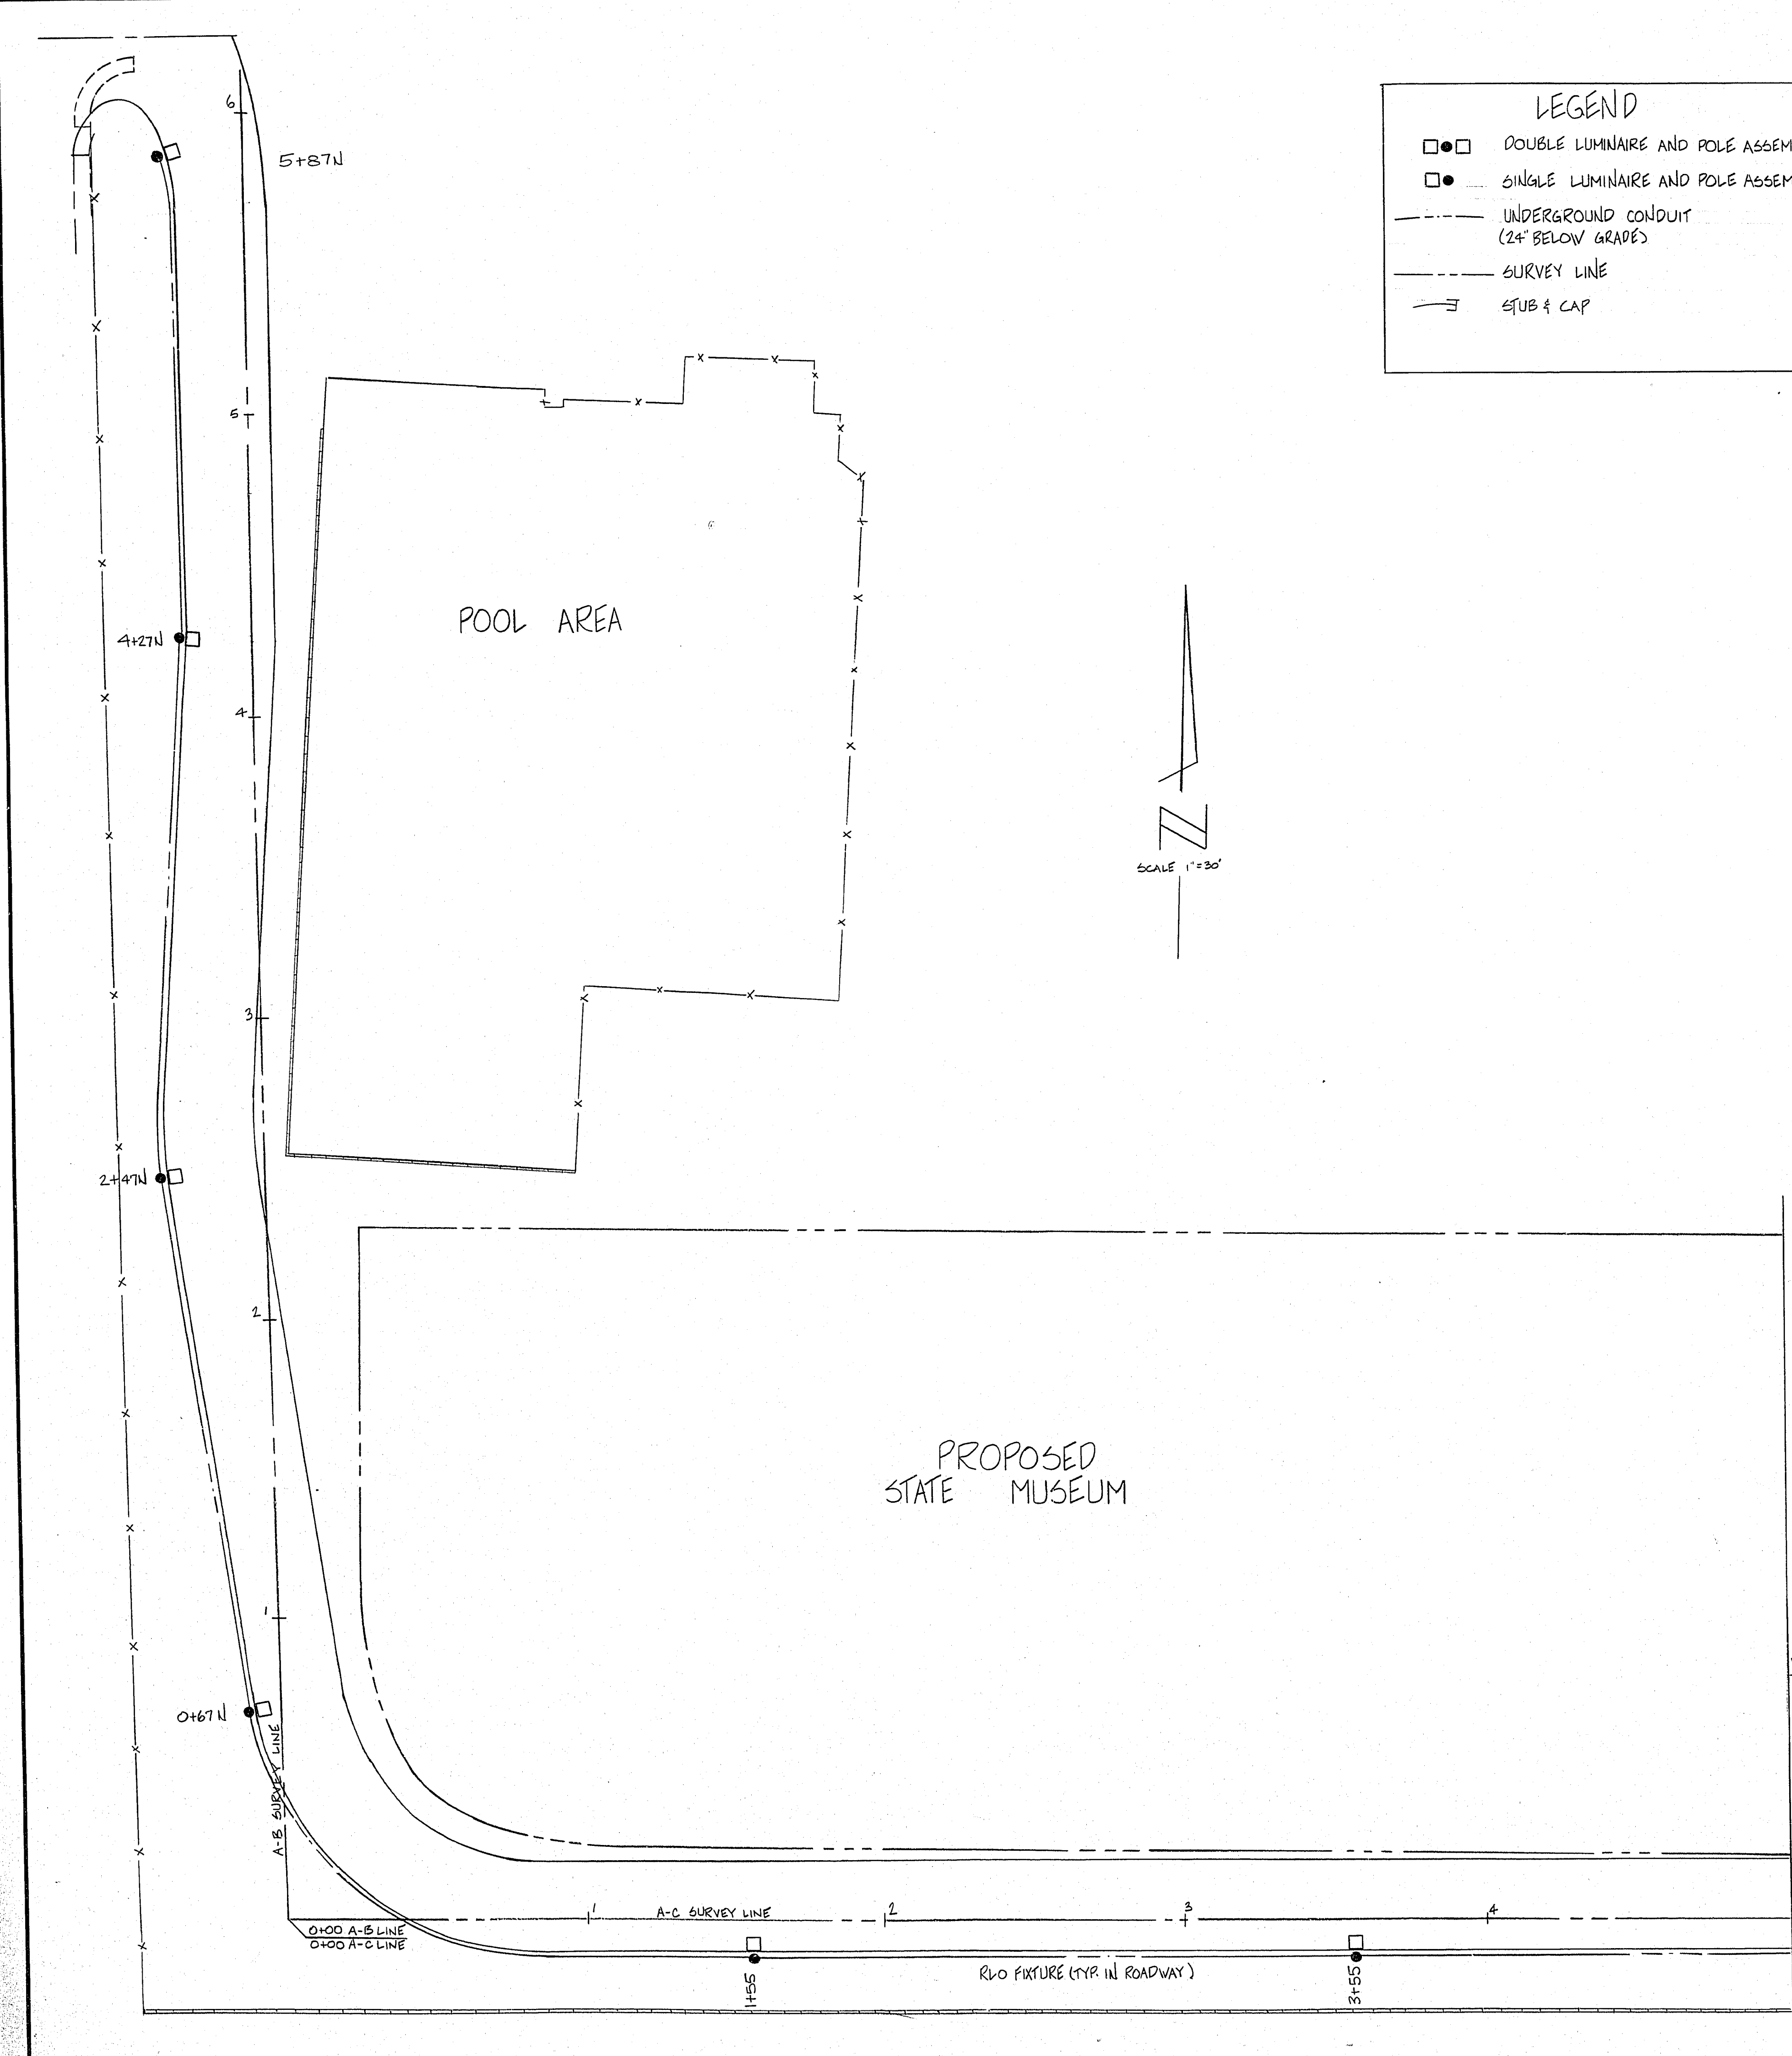 LEGEND
DOUBLE LUMINAIRE AND POLE ASSEM
SINGLE LUMINAIRE AND POLE ASSEM
UNDERGROUND CONDUIT
(24" BELOW GRADE)
SURVEY LINE
STUB & CAP
6
5+87N
5
POOL AREA
4+27N
4
N
SCALE 1"=30'
3
2+47N
2
PROPOSED
STATE MUSEUM
1
0+67N
A-B SURVEY LINE
0+00 A-B LINE
0+00 A-C LINE
1
A-C SURVEY LINE
2
3
4
RLO FIXTURE (TYP. IN ROADWAY)
1+55
3+55